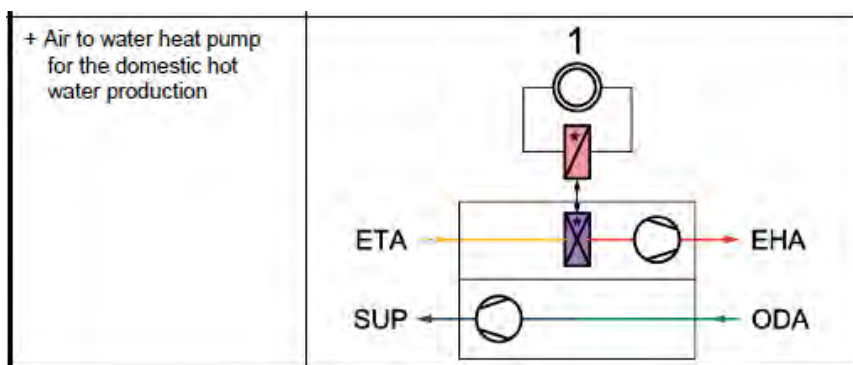 + Air to water heat pump
for the domestic hot
water production
1
ETA
EHA
SUP
ODA